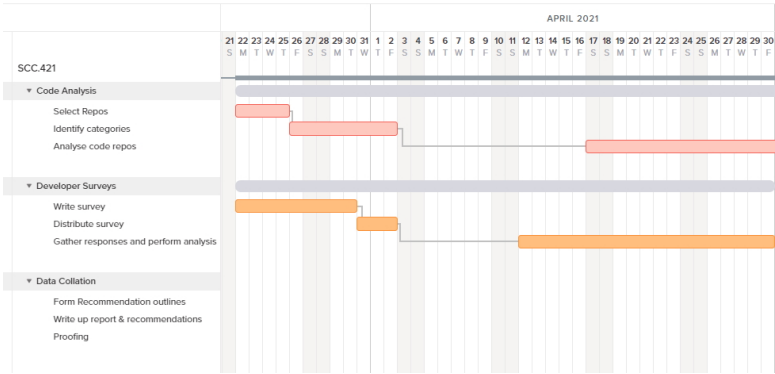 APRIL 2021
21 22 23 24 25 26 27 28 29 30 31 1 2 3 4 5 6 7 8 9 10 11 12 13 14 15 16 17 18 19 20 21 22 23 24 25 26 27 28 29 30
S M T W T F S S M T W T F S S M T W T F S S M T W T F S S M T W T F S S M T W T F
SCC.421
Code Analysis
Select Repos
Identify categories
Analyse code repos
Developer Surveys
Write survey
Distribute survey
Gather responses and perform analysis
Data Collation
Form Recommendation outlines
Write up report & recommendations
Proofing